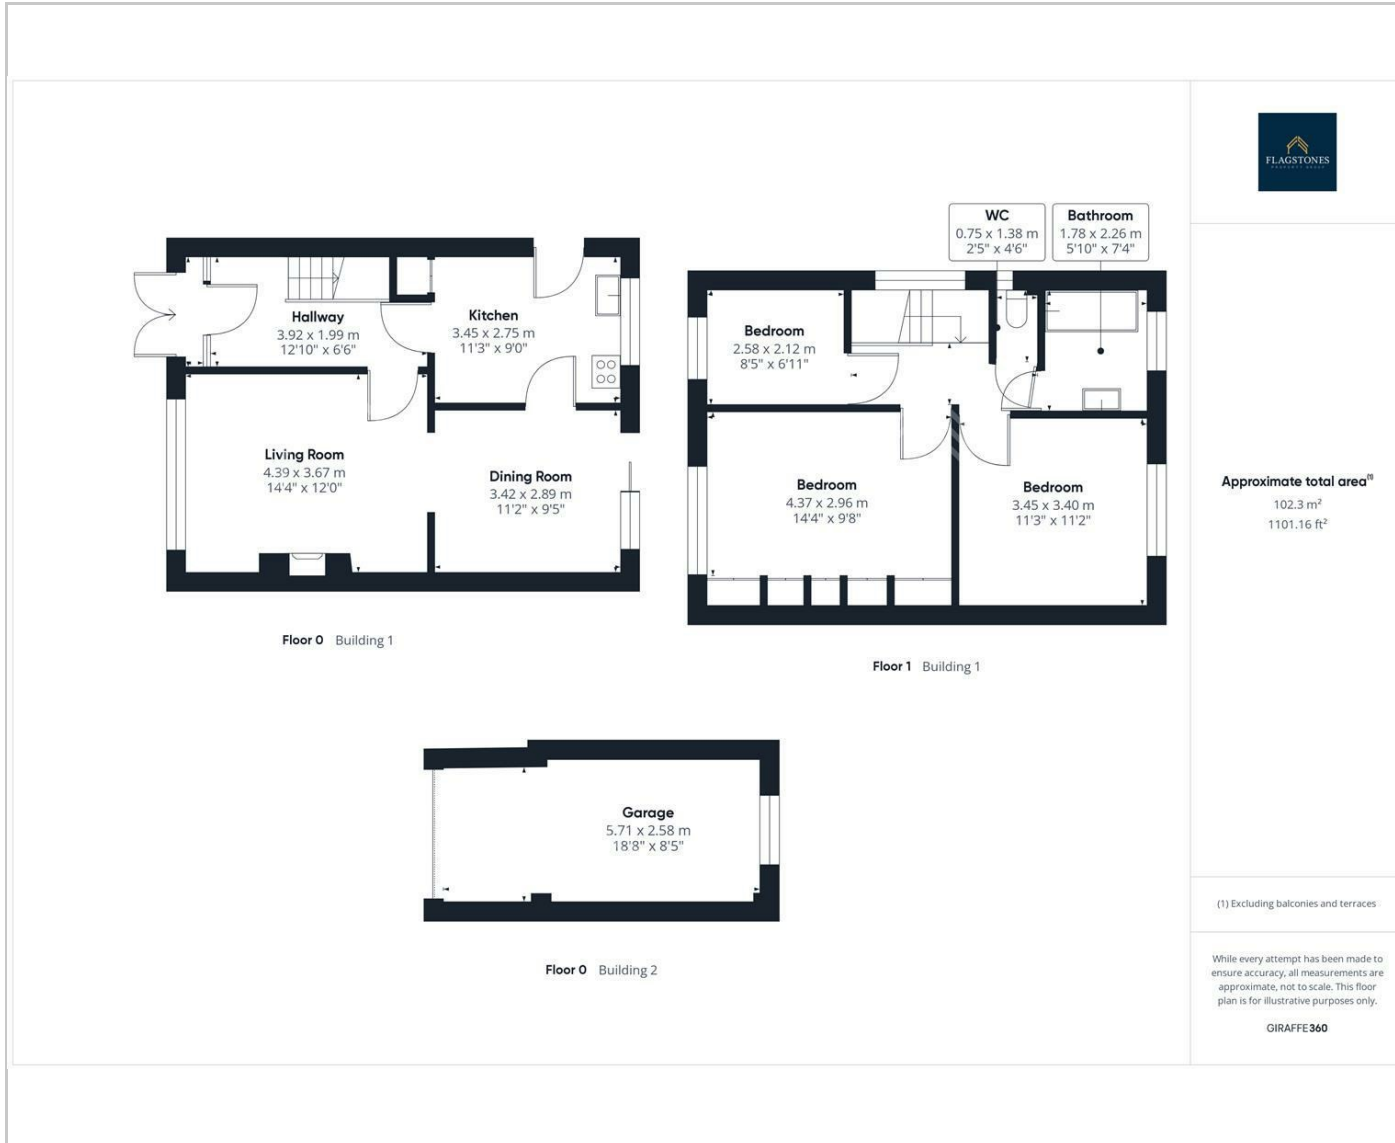 FLAGSTONES
PROPERTY GROUP
WC
0.75 x 1.38 m
2'5" x 4'6"
Bathroom
1.78 x 2.26 m
5'10" x 7'4"
Hallway
3.92 x 1.99 m
12'10" x 6'6"
Kitchen
3.45 x 2.75 m
11'3" x 9'0"
Living Room
4.39 x 3.67 m
14'4" x 12'0"
Dining Room
3.42 x 2.89 m
11'2" x 9'5"
Floor 0 Building 1
Bedroom
2.58 x 2.12 m
8'5" x 6'11"
Bedroom
4.37 x 2.96 m
14'4" x 9'8"
Bedroom
3.45 x 3.40 m
11'3" x 11'2"
Floor 1 Building 1
Garage
5.71 x 2.58 m
18'8" x 8'5"
Floor 0 Building 2
Approximate total area(1)
102.3 m²
1101.16 ft²
(1) Excluding balconies and terraces
While every attempt has been made to
ensure accuracy, all measurements are
approximate, not to scale. This floor
plan is for illustrative purposes only.
GIRAFFE360